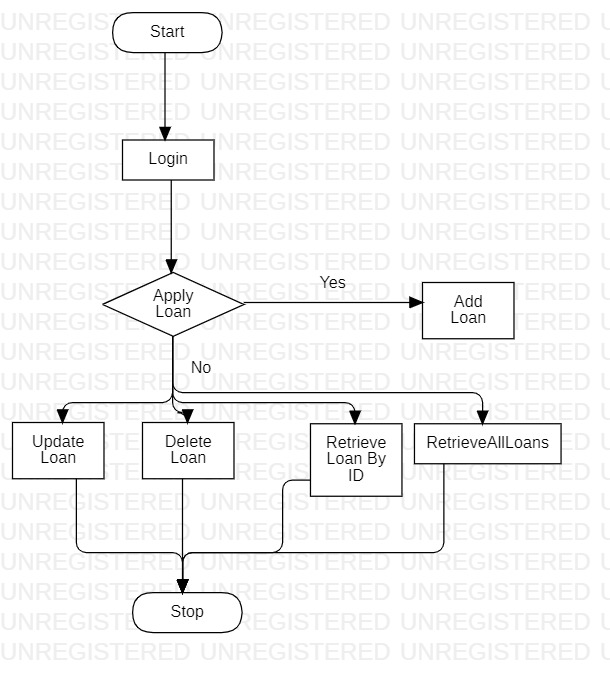 UNREGISTERED UNREGISTERED UNREGISTERED
Start
Login
Apply
Loan
Yes
Add
Loan
No
Update
Loan
Delete
Loan
Retrieve
Loan By
ID
RetrieveAllLoans
Stop